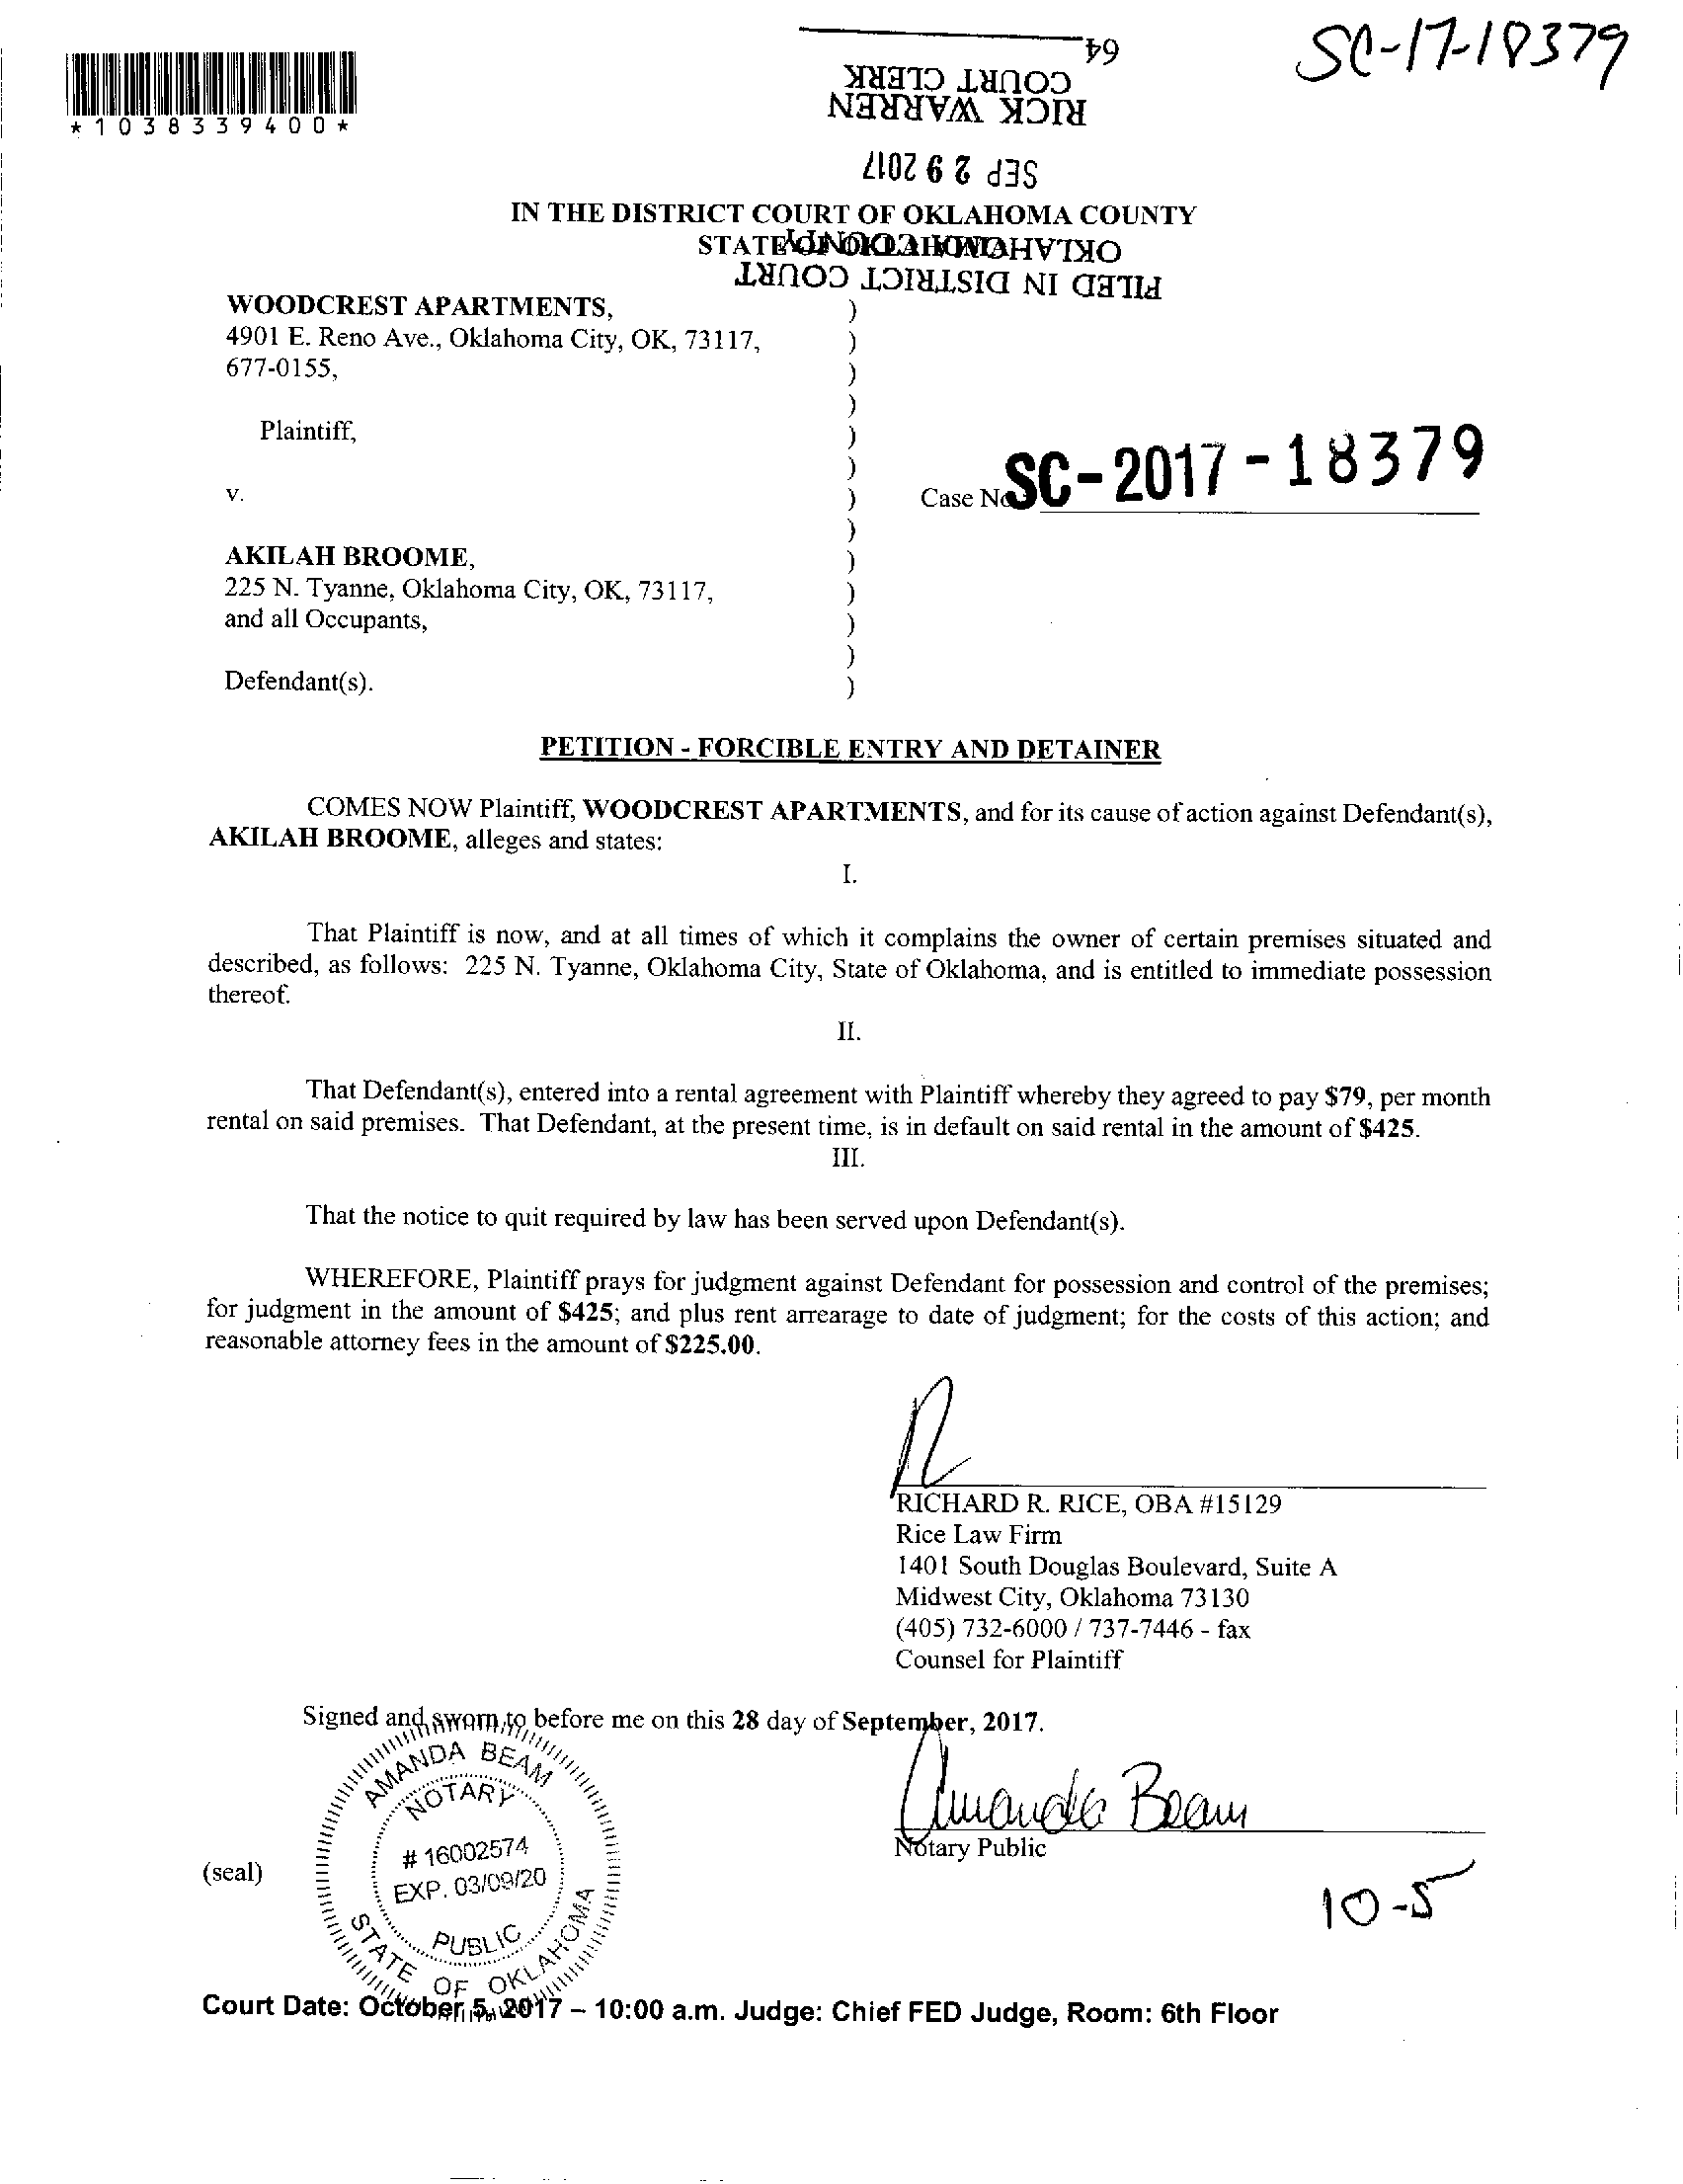 SC-17-18379
*1038339400*
64
COURT CLERK
RICK WARREN
SEP 29 2017
IN THE DISTRICT COURT OF OKLAHOMA COUNTY
STATE OF OKLAHOMA
OKLAHOMA COUNTY
FILED IN DISTRICT COURT
WOODCREST APARTMENTS, )
4901 E. Reno Ave., Oklahoma City, OK, 73117, )
677-0155, )
)
Plaintiff, )
)
v. ) Case No SC-2017-18379
)
AKILAH BROOME, )
225 N. Tyanne, Oklahoma City, OK, 73117, )
and all Occupants, )
)
Defendant(s). )
PETITION - FORCIBLE ENTRY AND DETAINER
COMES NOW Plaintiff, WOODCREST APARTMENTS, and for its cause of action against Defendant(s),
AKILAH BROOME, alleges and states:
I.
That Plaintiff is now, and at all times of which it complains the owner of certain premises situated and
described, as follows: 225 N. Tyanne, Oklahoma City, State of Oklahoma, and is entitled to immediate possession
thereof.
II.
That Defendant(s), entered into a rental agreement with Plaintiff whereby they agreed to pay $79, per month
rental on said premises. That Defendant, at the present time, is in default on said rental in the amount of $425.
III.
That the notice to quit required by law has been served upon Defendant(s).
WHEREFORE, Plaintiff prays for judgment against Defendant for possession and control of the premises;
for judgment in the amount of $425; and plus rent arrearage to date of judgment; for the costs of this action; and
reasonable attorney fees in the amount of $225.00.
RICHARD R. RICE, OBA #15129
Rice Law Firm
1401 South Douglas Boulevard, Suite A
Midwest City, Oklahoma 73130
(405) 732-6000 / 737-7446 - fax
Counsel for Plaintiff
Signed and sworn to before me on this 28 day of September, 2017.
AMANDA BEAM
NOTARY
# 16002574
EXP. 03/09/20
PUBLIC
STATE OF OKLAHOMA
Amanda Beam
Notary Public
(seal)
10-5
Court Date: October 5, 2017 – 10:00 a.m. Judge: Chief FED Judge, Room: 6th Floor